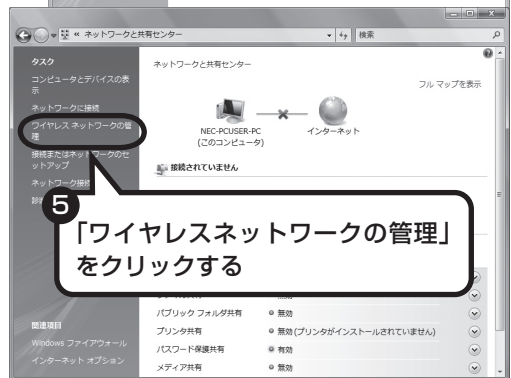 « ネットワークと共有センター
検索
タスク
コンピュータとデバイスの表
示
ネットワークに接続
ワイヤレス ネットワークの管
理
接続またはネットワークのセ
ットアップ
ネットワーク接続
ネットワークと共有センター
フル マップを表示
NEC-PCUSER-PC
(このコンピュータ)
インターネット
接続されていません
5
「ワイヤレスネットワークの管理」
をクリックする
パブリック フォルダ共有 無効
プリンタ共有 無効 (プリンタがインストールされていません)
パスワード保護共有 有効
メディア共有 無効
関連項目
Windows ファイアウォール
インターネット オプション